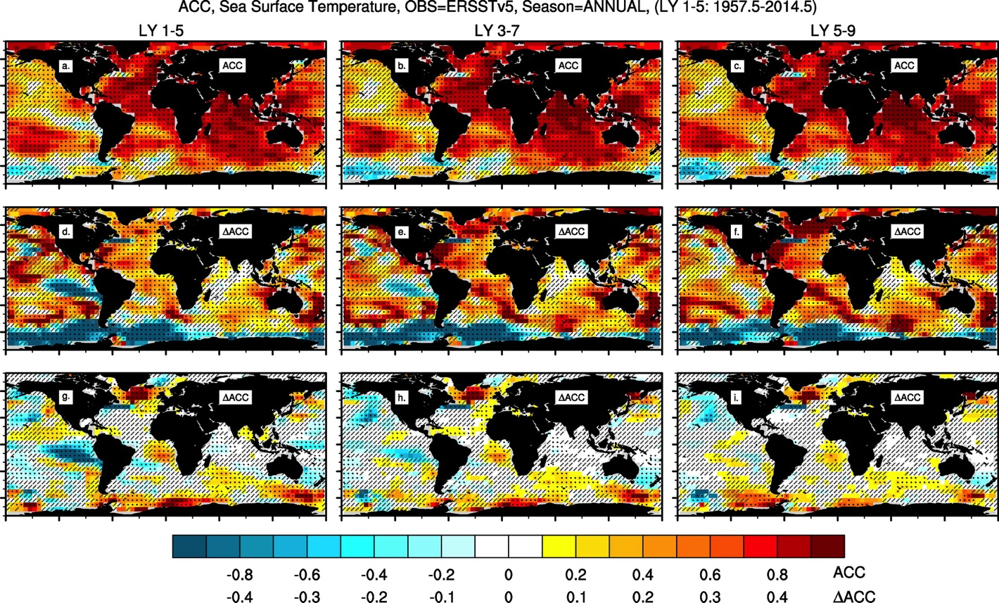 ACC, Sea Surface Temperature, OBS=ERSSTv5, Season=ANNUAL, (LY 1-5: 1957.5-2014.5)
LY 1-5 LY 3-7 LY 5-9
a. ACC b. ACC c. ACC
d. ΔACC e. ΔACC f. ΔACC
g. ΔACC h. ΔACC i. ΔACC
-0.8 -0.6 -0.4 -0.2 0 0.2 0.4 0.6 0.8 ACC
-0.4 -0.3 -0.2 -0.1 0 0.1 0.2 0.3 0.4 ΔACC